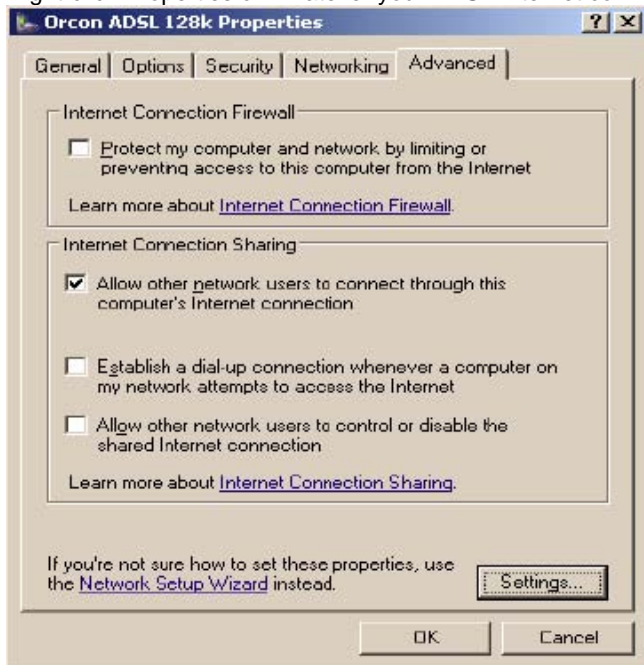 Orcon ADSL 128k Properties
General Options Security Networking Advanced
Internet Connection Firewall
Protect my computer and network by limiting or
preventing access to this computer from the Internet
Learn more about Internet Connection Firewall.
Internet Connection Sharing
Allow other network users to connect through this
computer's Internet connection
Establish a dial-up connection whenever a computer on
my network attempts to access the Internet
Allow other network users to control or disable the
shared Internet connection
Learn more about Internet Connection Sharing.
If you're not sure how to set these properties, use
the Network Setup Wizard instead.
Settings...
OK Cancel